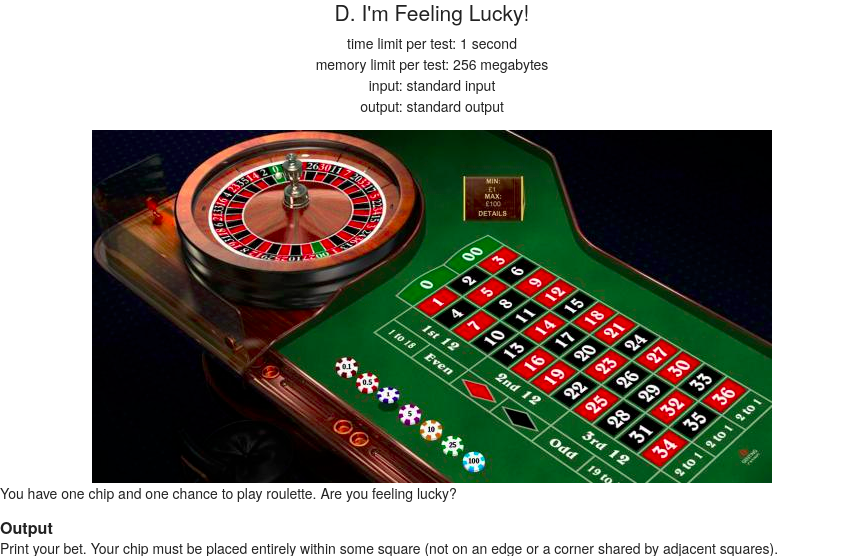 D. I'm Feeling Lucky!
time limit per test: 1 second
memory limit per test: 256 megabytes
input: standard input
output: standard output
MIN:
£1
MAX:
£100
DETAILS
00
0
3
2
1
6
5
4
9
8
7
12
11
10
15
14
13
18
17
16
21
20
19
24
23
22
27
26
25
30
29
28
33
32
31
36
35
34
1st 12
2nd 12
3rd 12
1 to 18
Even
Odd
19 to
2 to 1
2 to 1
2 to 1
0.1
0.5
1
5
10
25
100
You have one chip and one chance to play roulette. Are you feeling lucky?
Output
Print your bet. Your chip must be placed entirely within some square (not on an edge or a corner shared by adjacent squares).